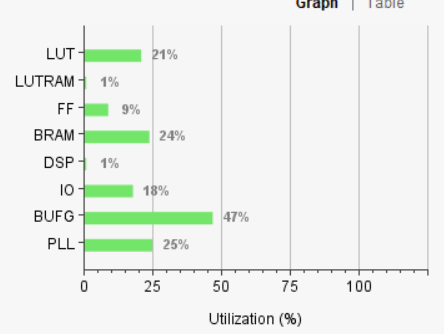 Graph | Table
LUT 21%
LUTRAM 1%
FF 9%
BRAM 24%
DSP 1%
IO 18%
BUFG 47%
PLL 25%
0 25 50 75 100
Utilization (%)